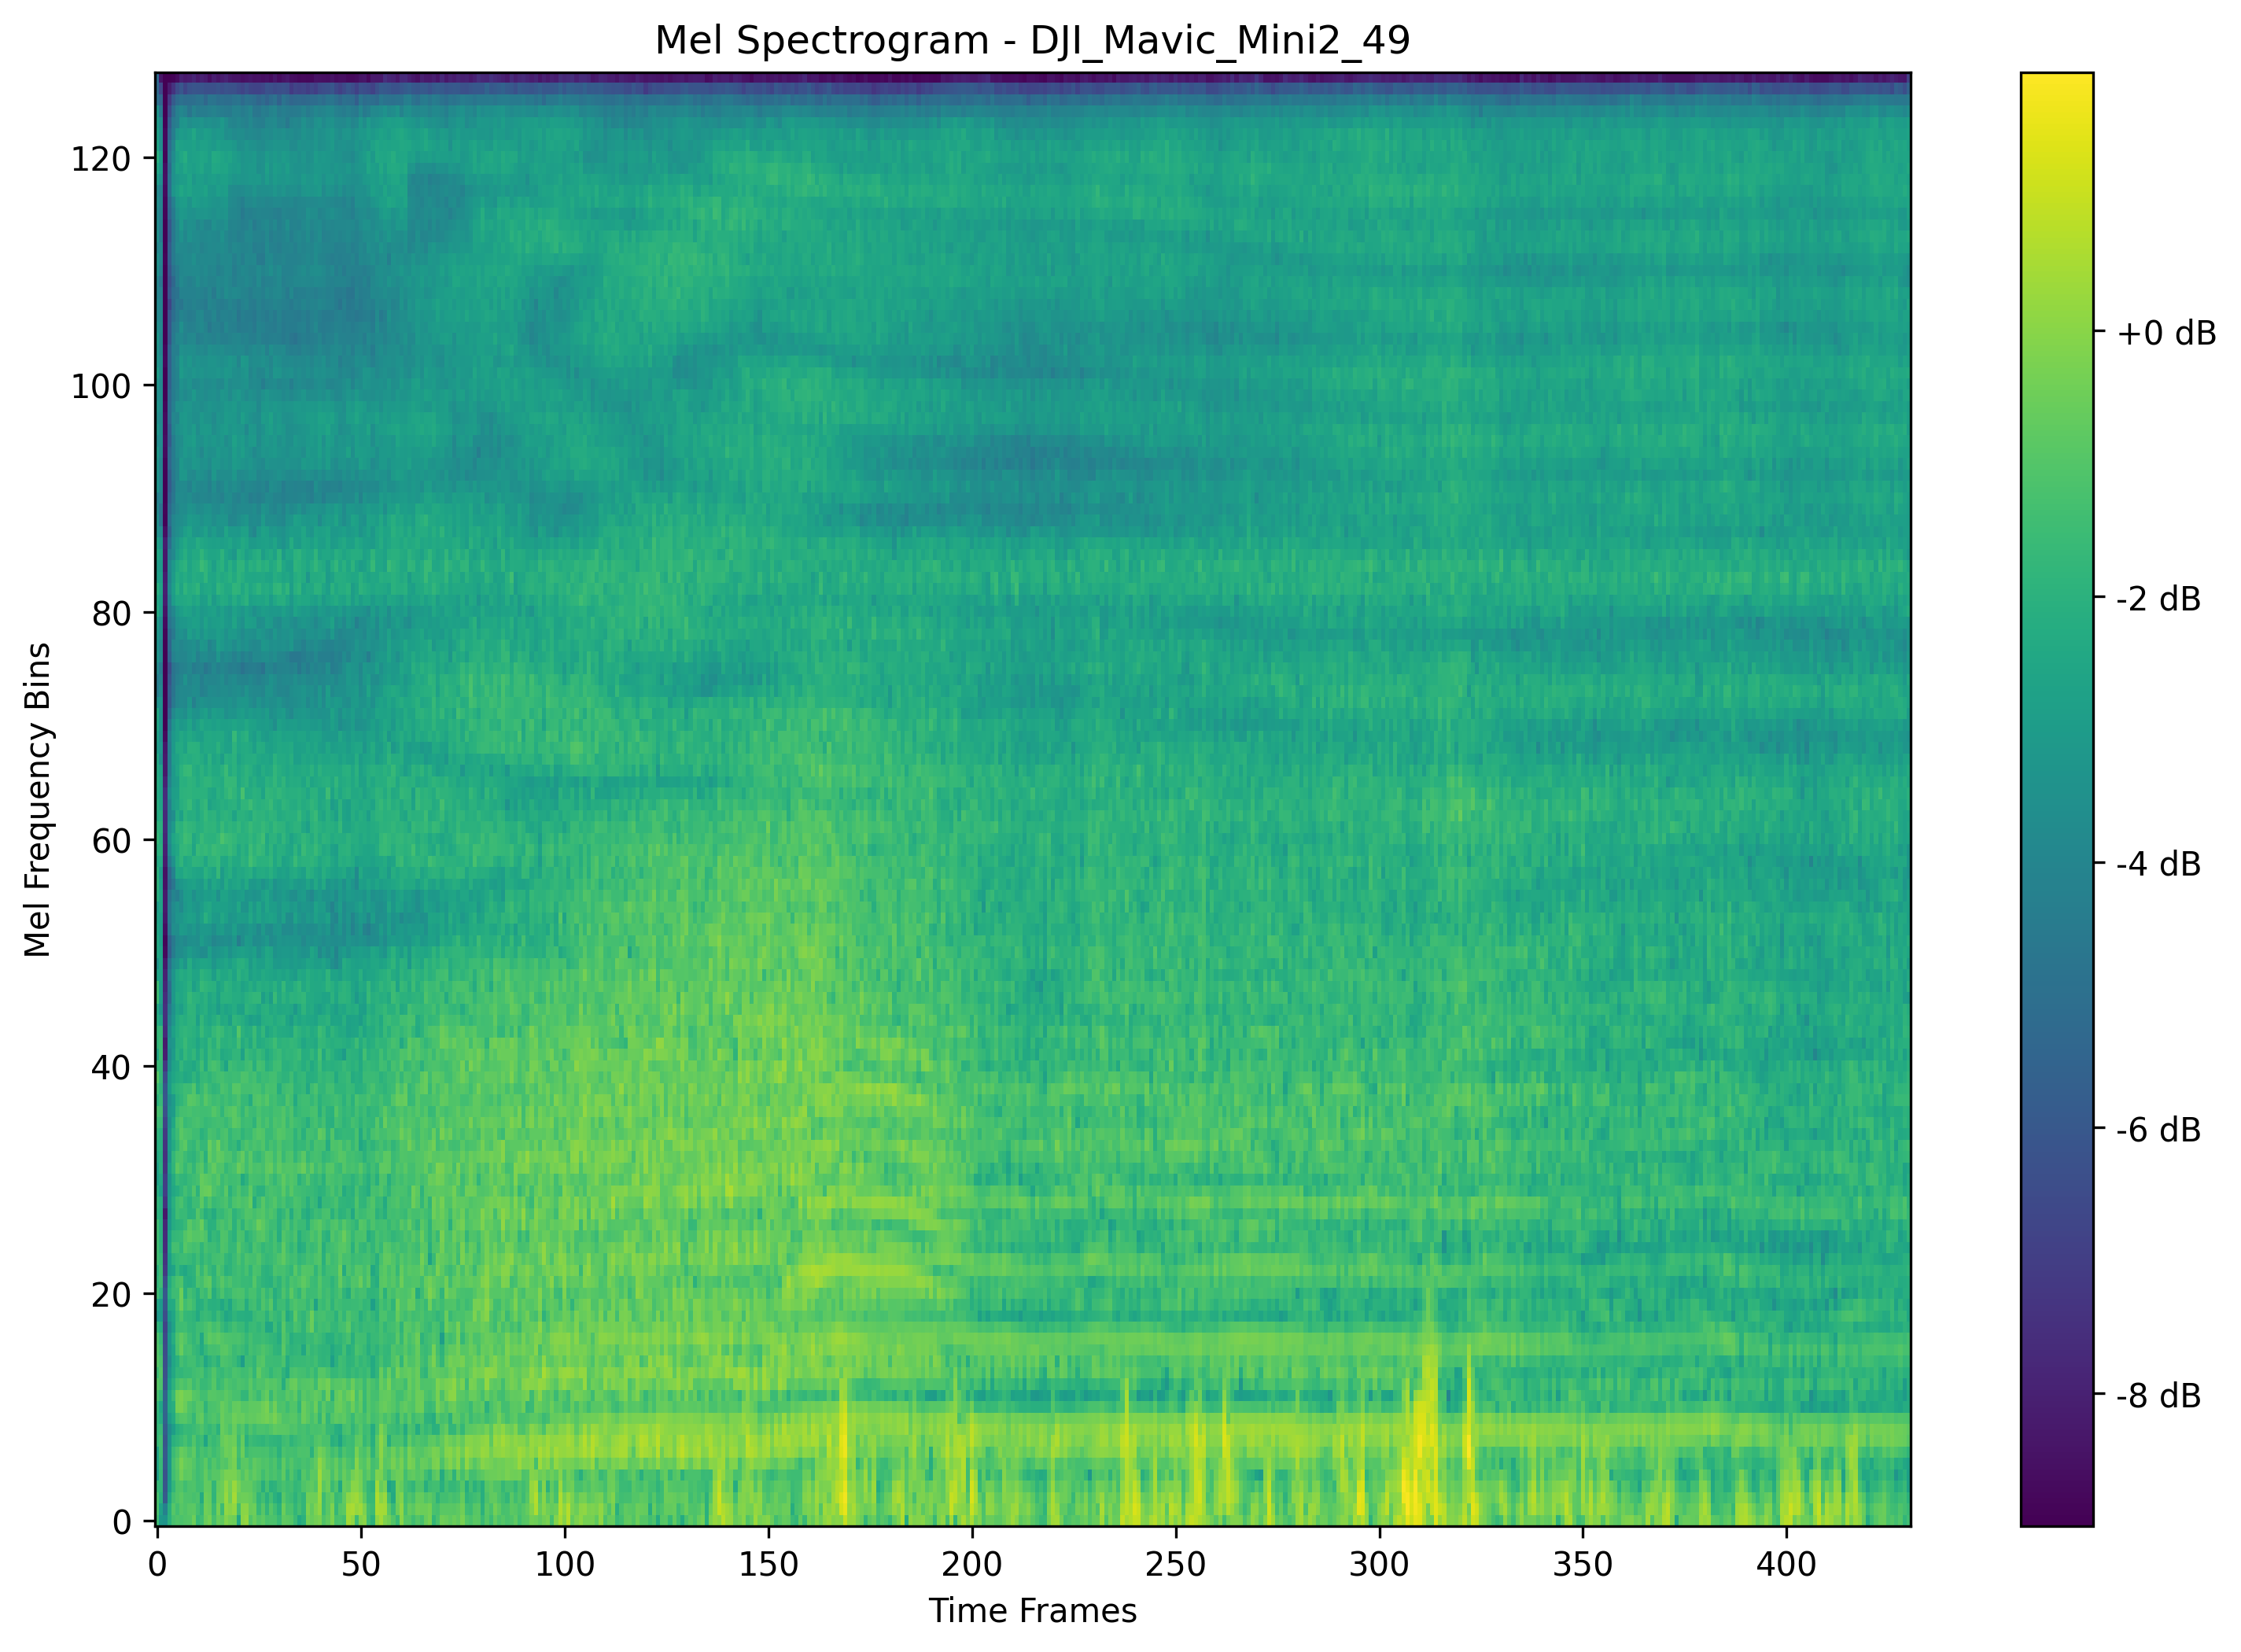 Mel Spectrogram - DJI_Mavic_Mini2_49
120
100
80
60
40
20
0
Mel Frequency Bins
0 50 100 150 200 250 300 350 400
Time Frames
+0 dB
-2 dB
-4 dB
-6 dB
-8 dB